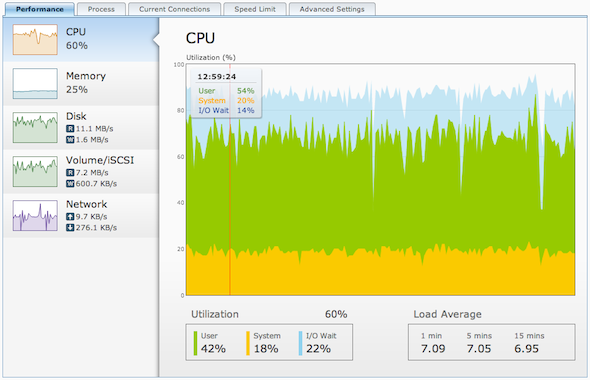 Performance Process Current Connections Speed Limit Advanced Settings
CPU
60%
Memory
25%
Disk
R 11.1 MB/s
W 1.6 MB/s
Volume/iSCSI
R 7.2 MB/s
W 600.7 KB/s
Network
9.7 KB/s
276.1 KB/s
CPU
Utilization (%)
100
80
60
40
20
0
12:59:24
User 54%
System 20%
I/O Wait 14%
Utilization 60%
User System I/O Wait
42% 18% 22%
Load Average
1 min 5 mins 15 mins
7.09 7.05 6.95